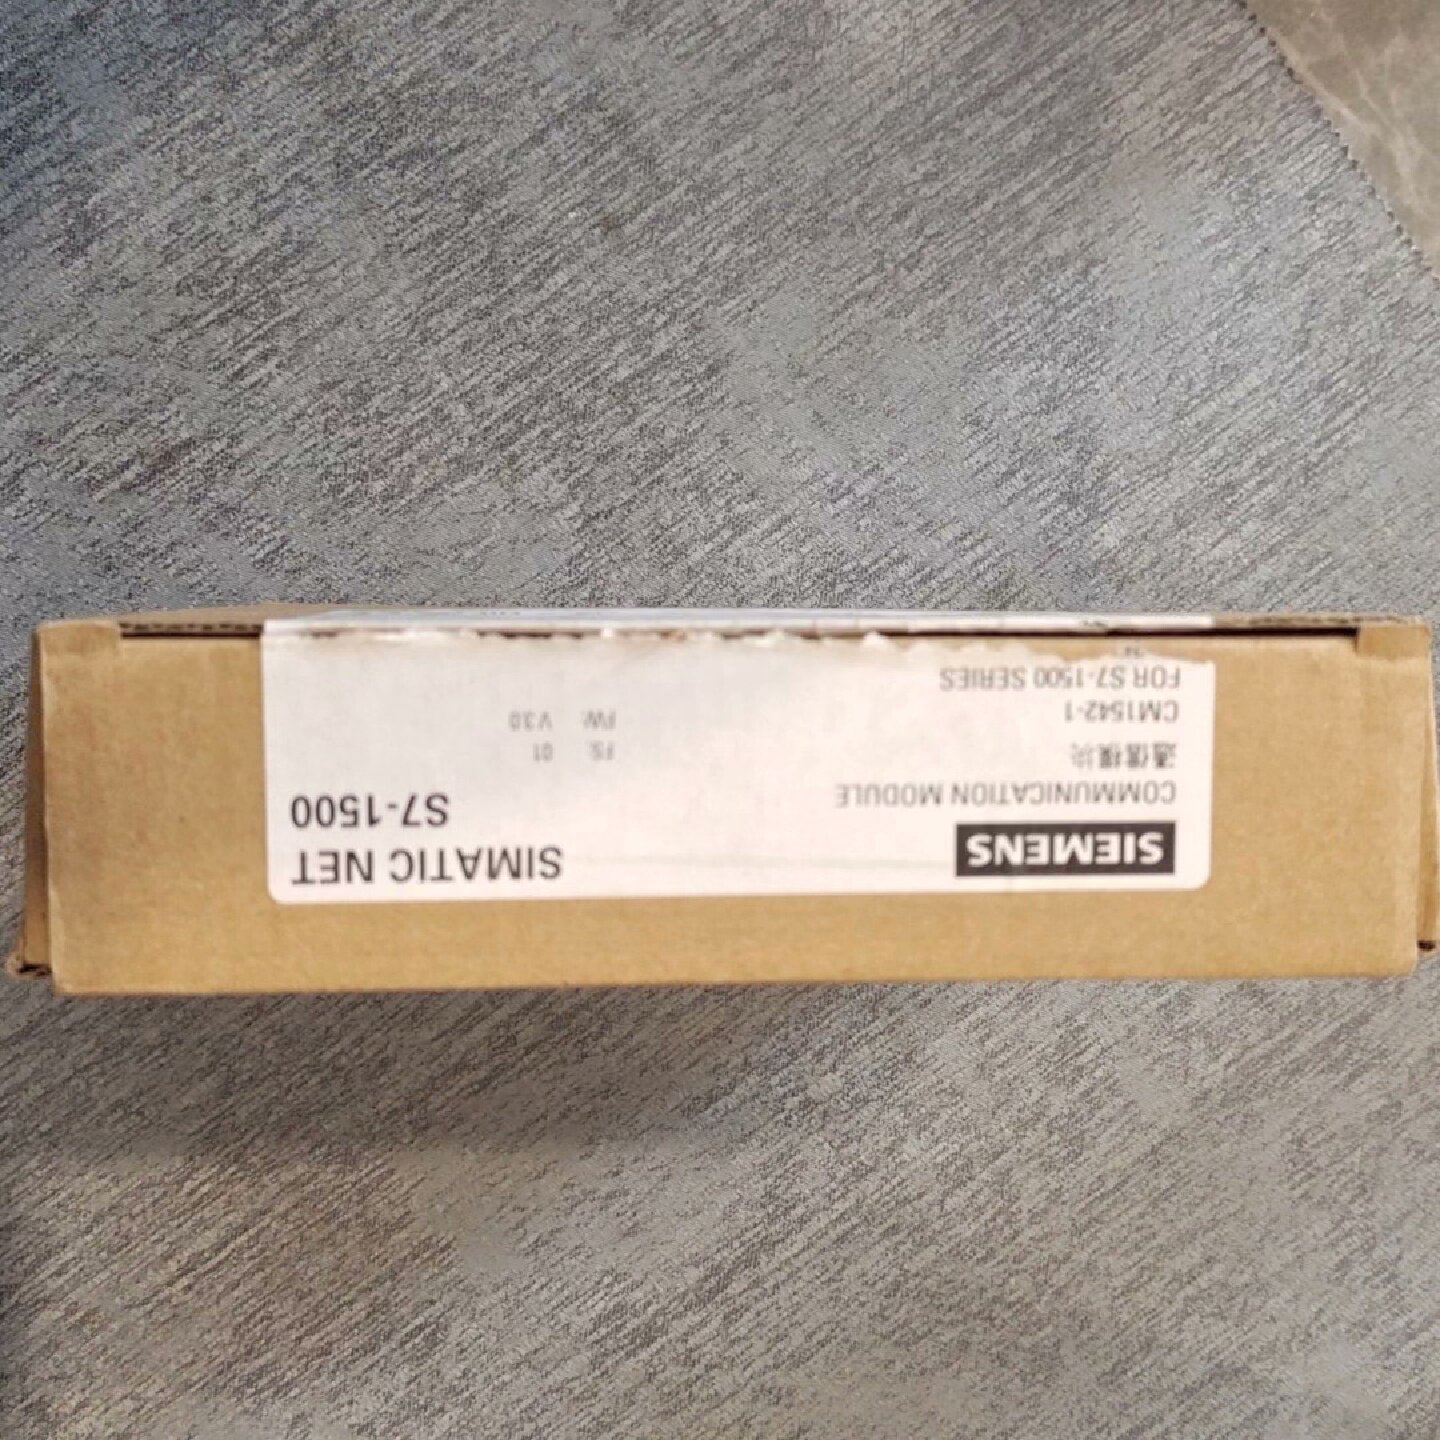 SIEMENS
COMMUNICATION MODULE
通信模块
CM1542-1
FOR S7-1500 SERIES
SIMATIC NET
S7-1500
FS: 01
FW: V3.0